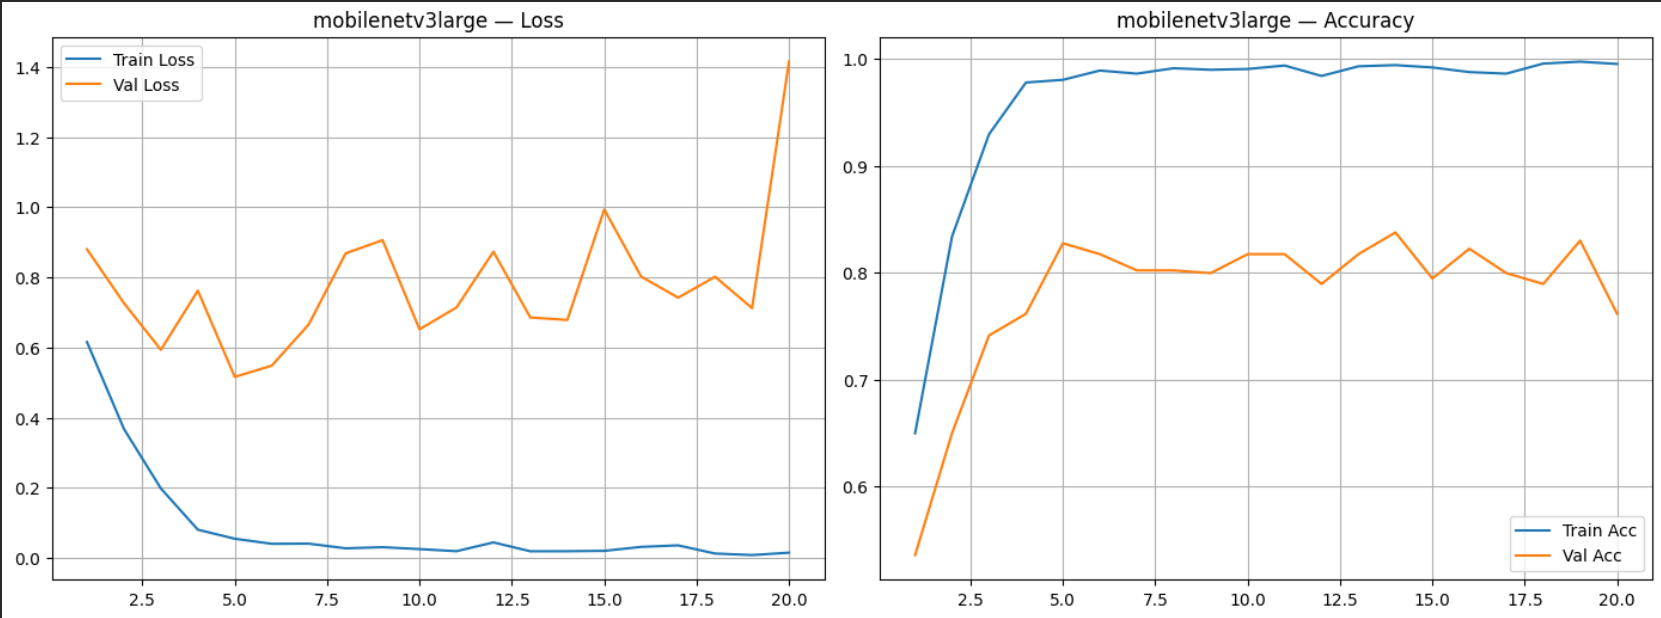 mobilenetv3large — Loss
Train Loss
Val Loss
1.4
1.2
1.0
0.8
0.6
0.4
0.2
0.0
2.5 5.0 7.5 10.0 12.5 15.0 17.5 20.0
mobilenetv3large — Accuracy
1.0
0.9
0.8
0.7
0.6
Train Acc
Val Acc
2.5 5.0 7.5 10.0 12.5 15.0 17.5 20.0